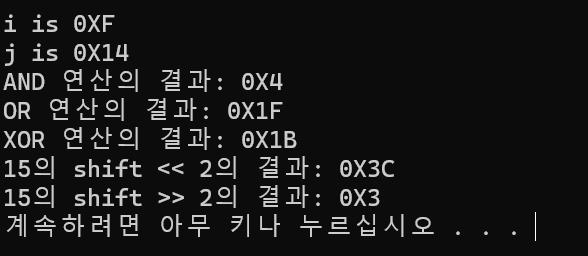 i is 0XF
j is 0X14
AND 연산의 결과: 0X4
OR 연산의 결과: 0X1F
XOR 연산의 결과: 0X1B
15의 shift << 2의 결과: 0X3C
15의 shift >> 2의 결과: 0X3
계속하려면 아무 키나 누르십시오 . . .